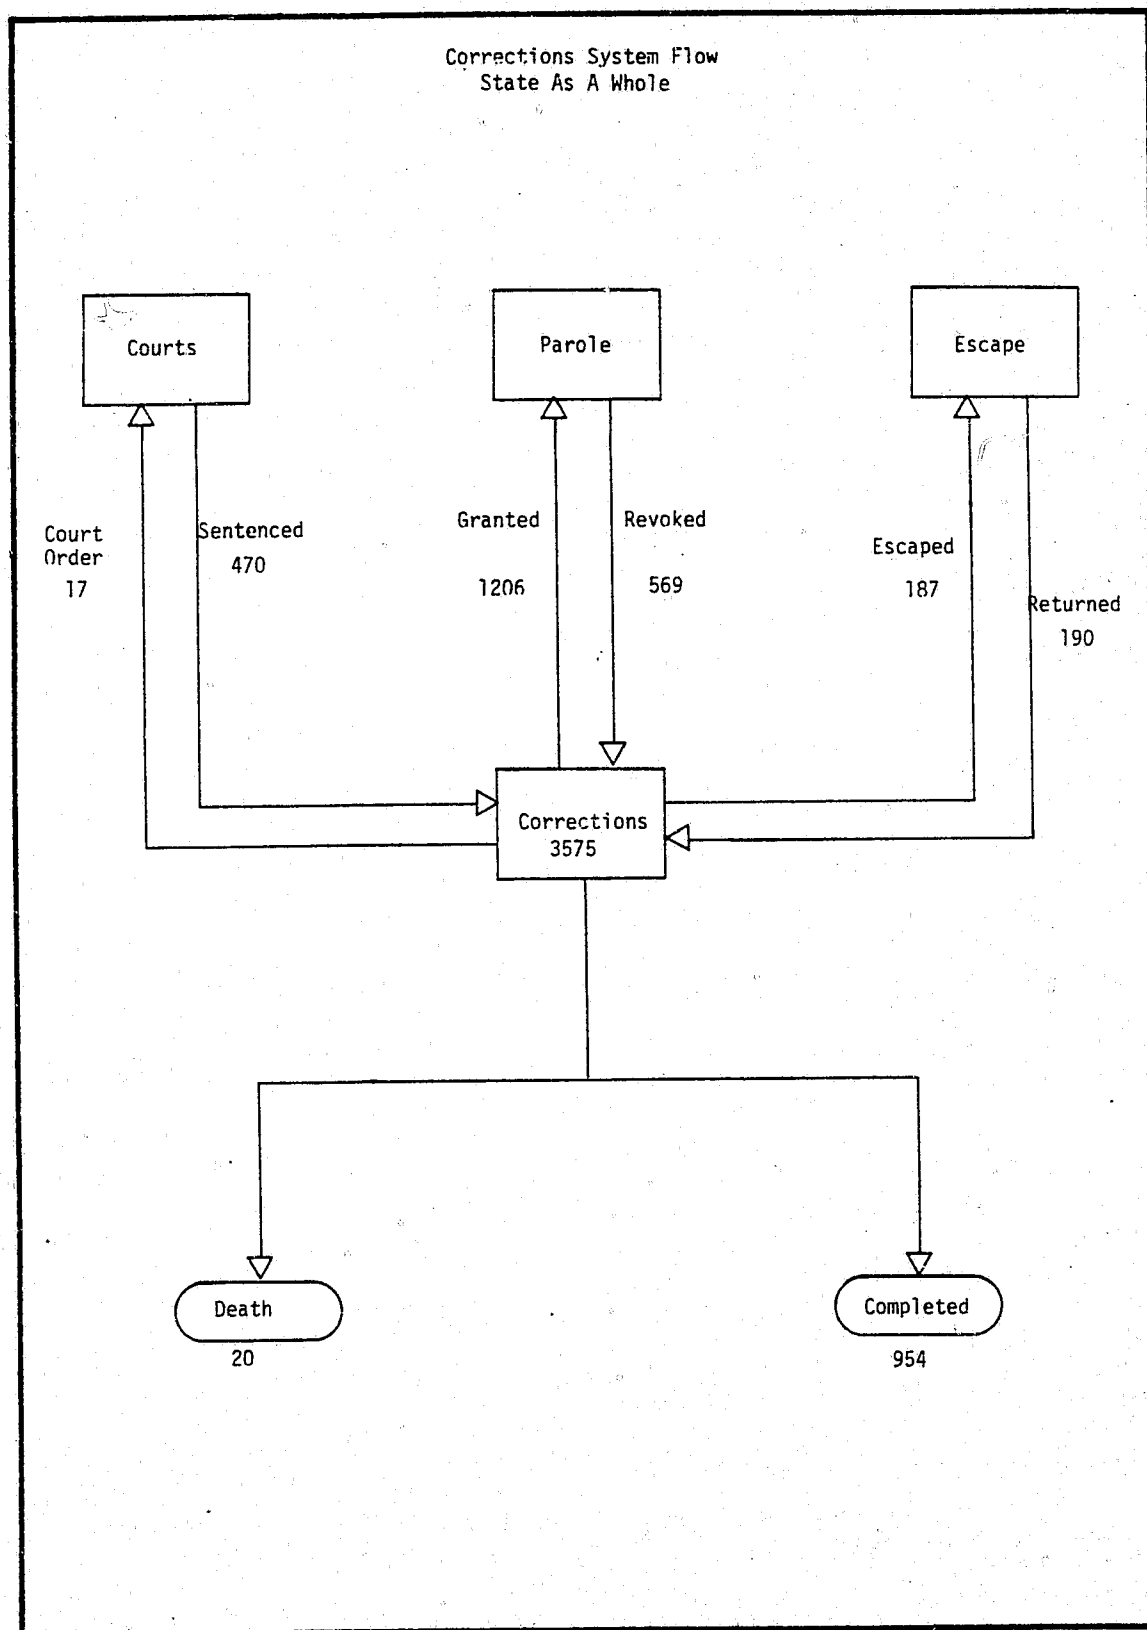 Corrections System Flow
State As A Whole
Courts
Parole
Escape
Court
Order
17
Sentenced
470
Granted
1206
Revoked
569
Escaped
187
Returned
190
Corrections
3575
Death
20
Completed
954